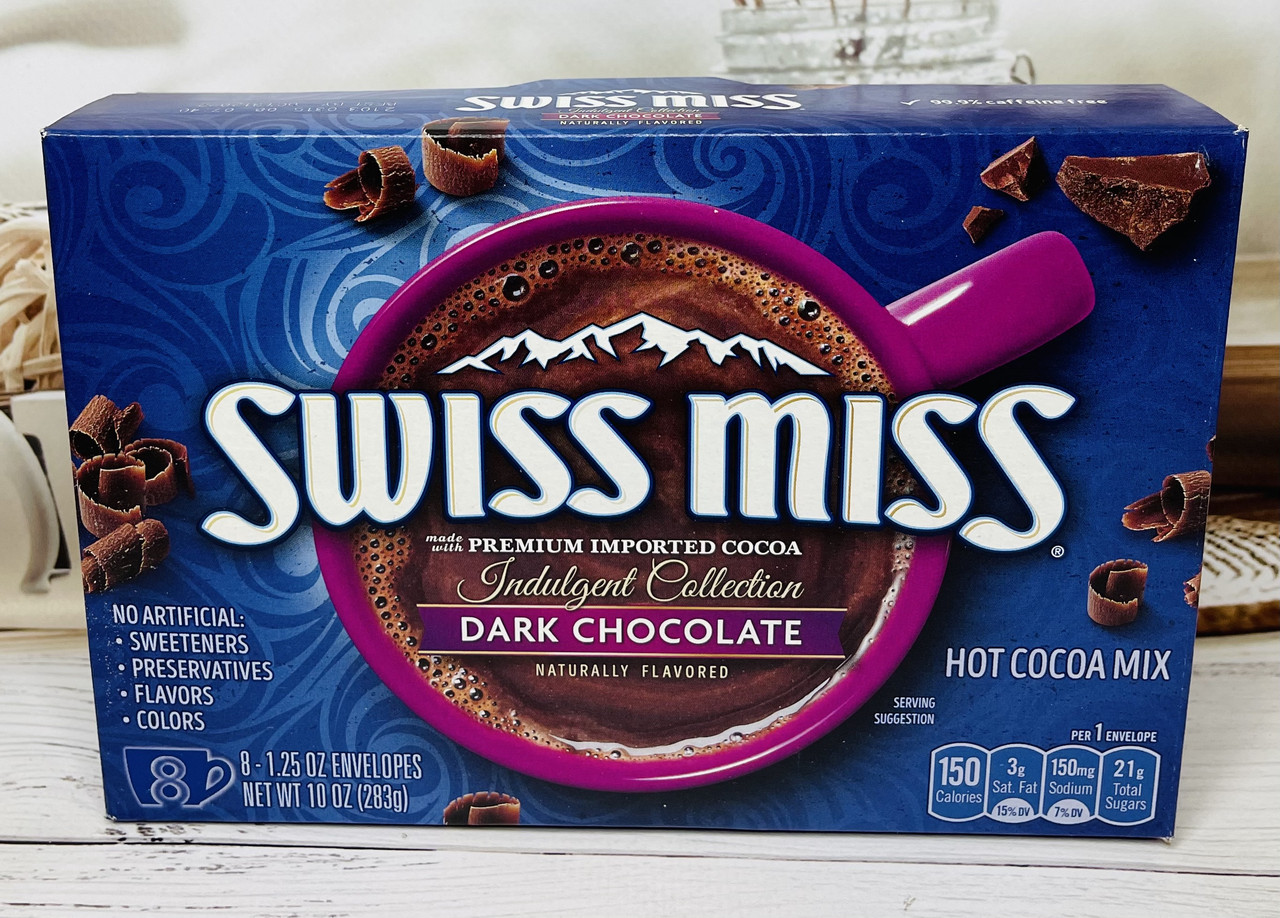 SWISS MISS
Indulgent Collection
DARK CHOCOLATE
NATURALLY FLAVORED
✓ 99.9% caffeine free
SWISS MISS®
made with PREMIUM IMPORTED COCOA
Indulgent Collection
DARK CHOCOLATE
NATURALLY FLAVORED
NO ARTIFICIAL:
• SWEETENERS
• PRESERVATIVES
• FLAVORS
• COLORS
8
8 - 1.25 OZ ENVELOPES
NET WT 10 OZ (283g)
HOT COCOA MIX
SERVING
SUGGESTION
PER 1 ENVELOPE
150 Calories
3g Sat. Fat 15% DV
150mg Sodium 7% DV
21g Total Sugars